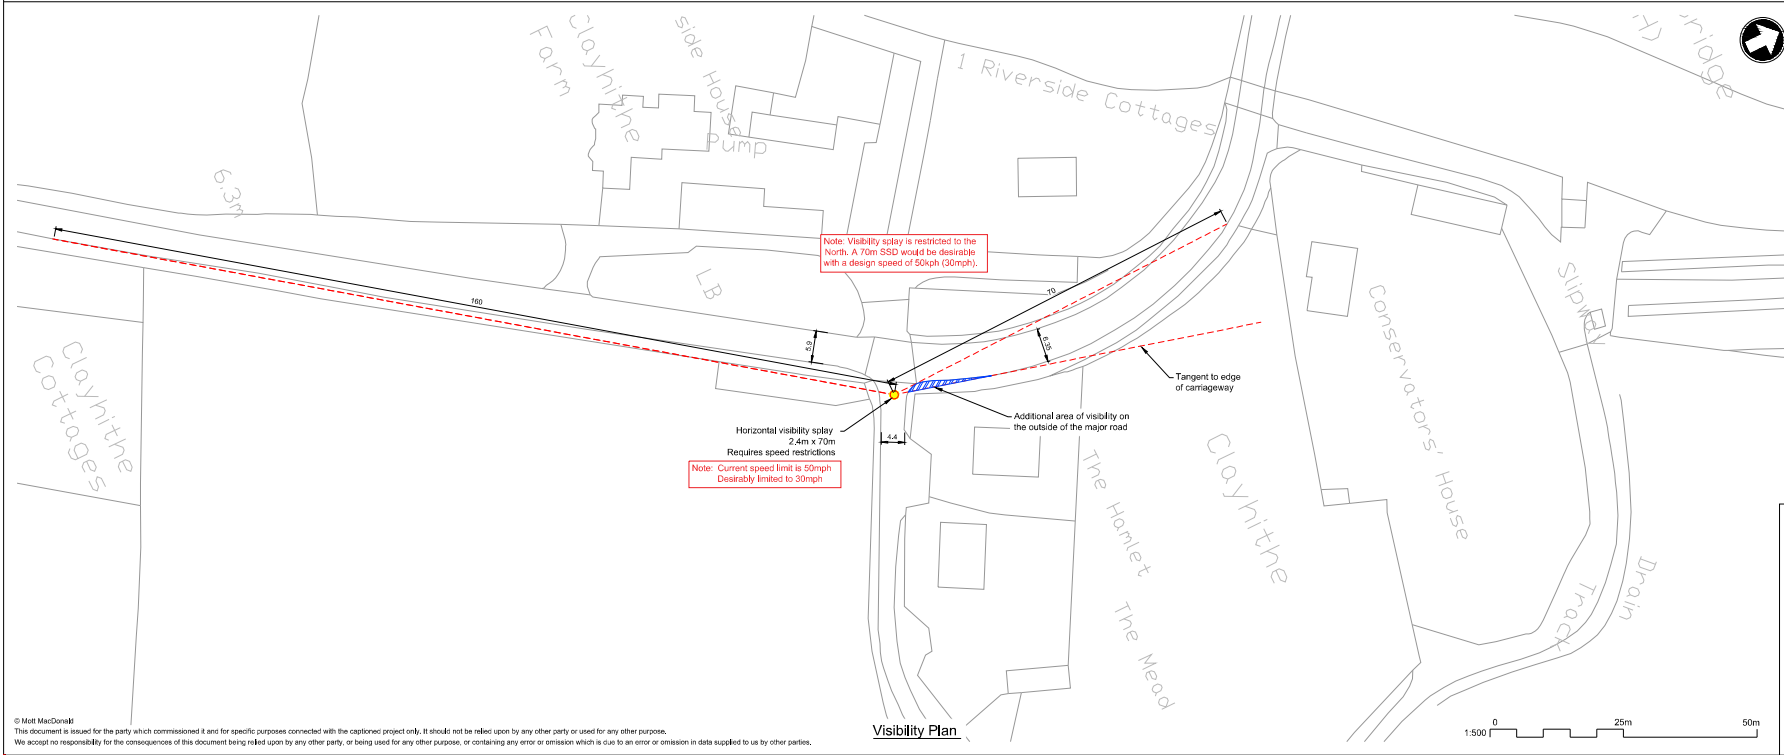 Clayhithe
Farm
side House
Pump
1 Riverside Cottages
ridge
H)
6.3m
Note: Visibility splay is restricted to the
North. A 70m SSD would be desirable
with a design speed of 50kph (30mph).
LB
160
70
5.9
6.35
Slipway
Conservators' House
Clayhithe
Cottages
Tangent to edge
of carriageway
Additional area of visibility on
the outside of the major road
Horizontal visibility splay
2.4m x 70m
Requires speed restrictions
4.4
Note: Current speed limit is 50mph
Desirably limited to 30mph
The Hamlet
The Mead
Clayhithe
Drain
Track
© Mott MacDonald
This document is issued for the party which commissioned it and for specific purposes connected with the captioned project only. It should not be relied upon by any other party or used for any other purpose.
We accept no responsibility for the consequences of this document being relied upon by any other party, or being used for any other purpose, or containing any error or omission which is due to an error or omission in data supplied to us by other parties.
Visibility Plan
1:500
0 25m 50m